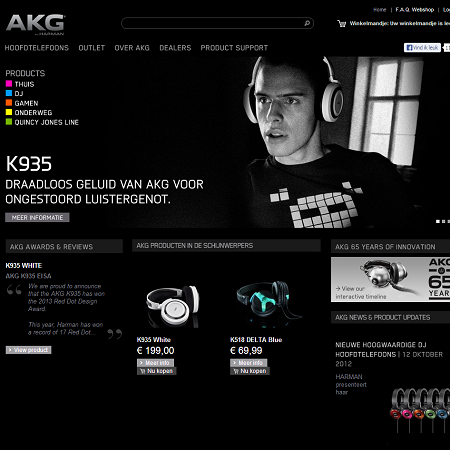 AKG
by HARMAN
Home | F.A.Q. Webshop | Log
Winkelmandje: Uw winkelmandje is lee
HOOFDTELEFOONS OUTLET OVER AKG DEALERS PRODUCT SUPPORT
Vind ik leuk
PRODUCTS
THUIS
DJ
GAMEN
ONDERWEG
QUINCY JONES LINE
K935
DRAADLOOS GELUID VAN AKG VOOR
ONGESTOORD LUISTERGENOT.
MEER INFORMATIE
AKG AWARDS & REVIEWS
K935 WHITE
AKG K935 EISA
We are proud to announce
that the AKG K935 has won
the 2013 Red Dot Design
Award.
This year, Harman has won
a record of 17 Red Dot...
View product
AKG PRODUCTEN IN DE SCHIJNWERPERS
K935 White
€ 199,00
Meer info
Nu kopen
K518 DELTA Blue
€ 69,99
Meer info
Nu kopen
AKG 65 YEARS OF INNOVATION
› View our
interactive timeline
AKG
65
YEARS
AKG NEWS & PRODUCT UPDATES
NIEUWE HOOGWAARDIGE DJ
HOOFDTELEFOONS | 12 OKTOBER
2012
HARMAN
presenteert
haar